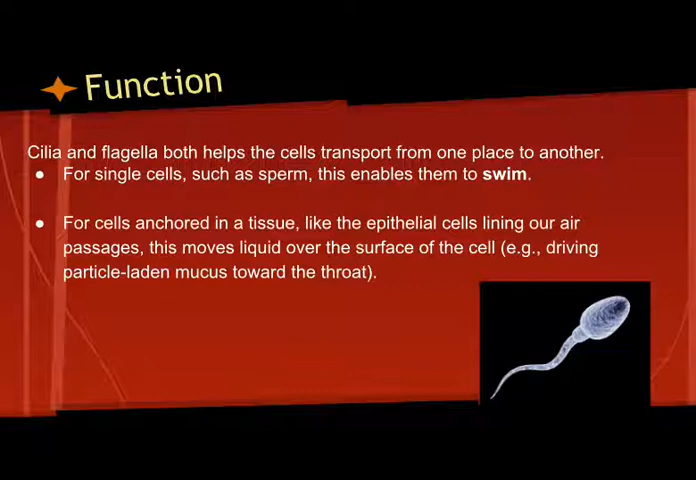 Function
Cilia and flagella both helps the cells transport from one place to another.
● For single cells, such as sperm, this enables them to swim.
● For cells anchored in a tissue, like the epithelial cells lining our air
passages, this moves liquid over the surface of the cell (e.g., driving
particle-laden mucus toward the throat).